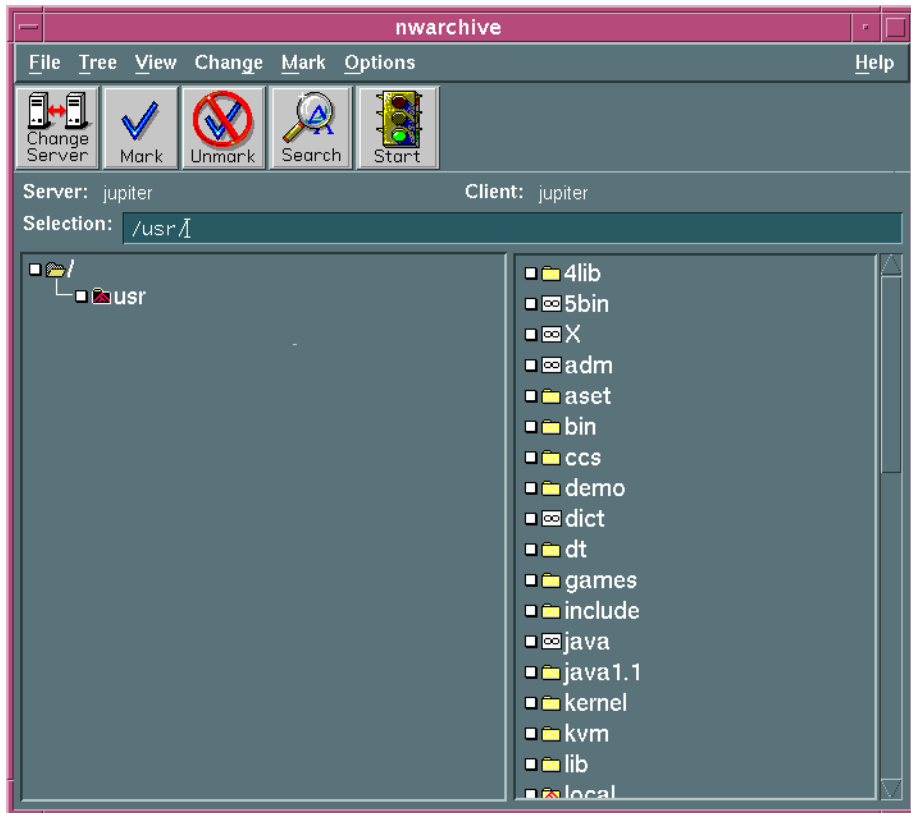 nwarchive
File Tree View Change Mark Options Help
Change Server Mark Unmark Search Start
Server: jupiter Client: jupiter
Selection: /usr/
/
usr
4lib
5bin
X
adm
aset
bin
ccs
demo
dict
dt
games
include
java
java1.1
kernel
kvm
lib
local